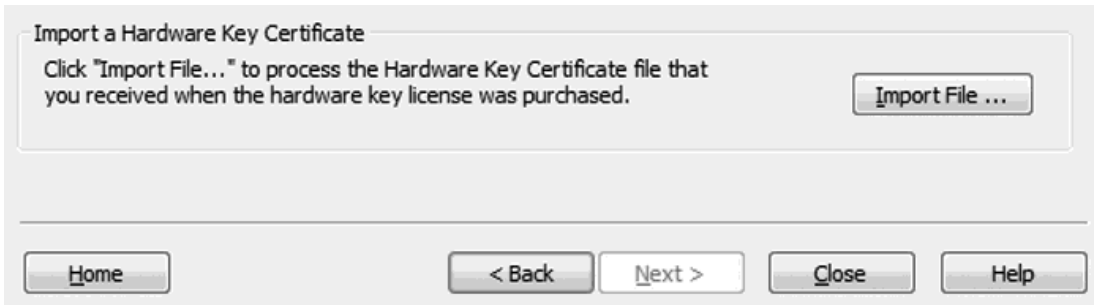 Import a Hardware Key Certificate
Click "Import File..." to process the Hardware Key Certificate file that
you received when the hardware key license was purchased.
Import File ...
Home
< Back
Next >
Close
Help